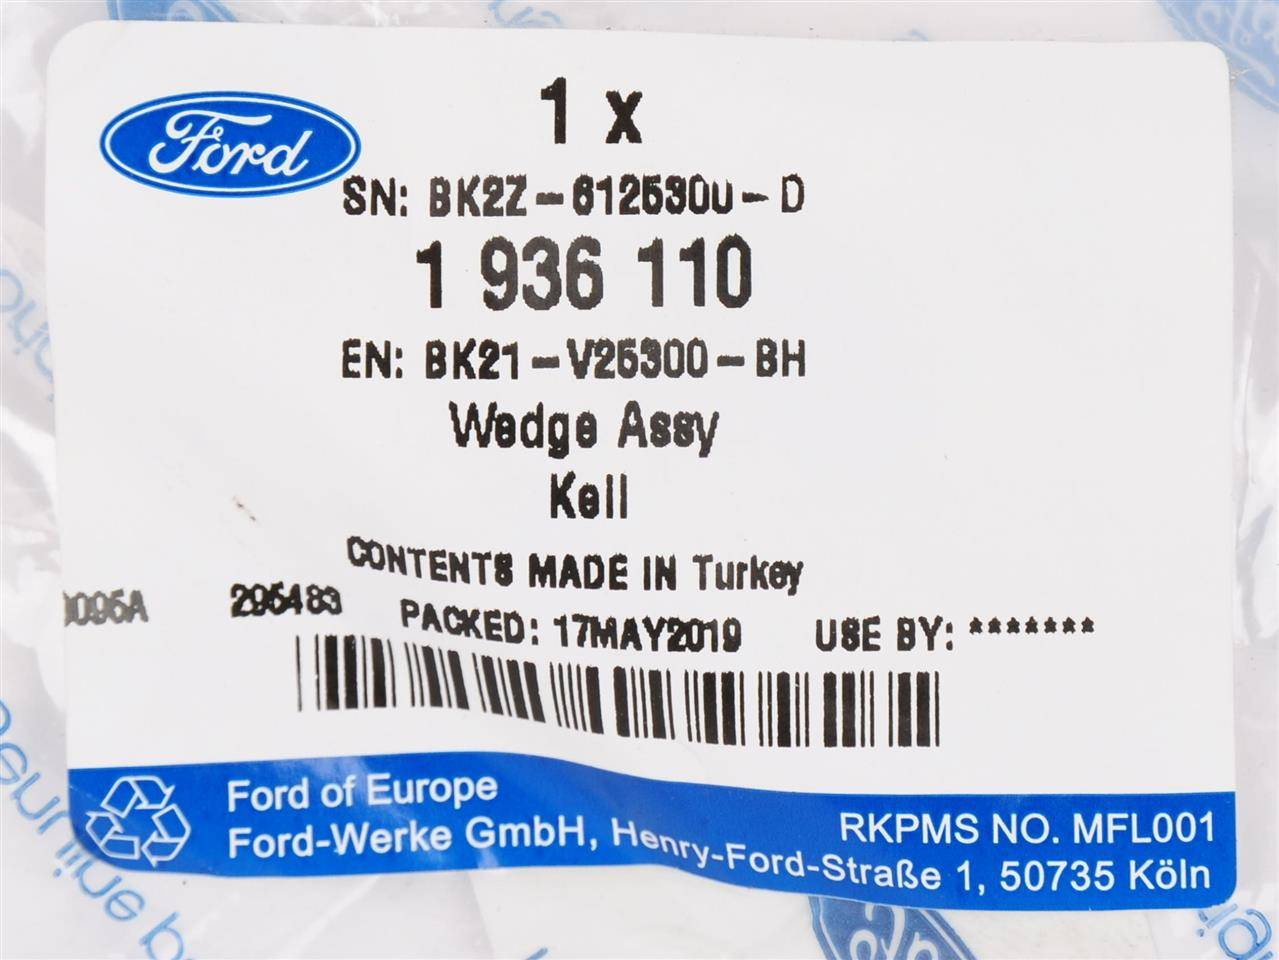 Ford
1 x
SN: BK2Z-6125300-D
1 936 110
EN: BK21-V25300-BH
Wedge Assy
Keil
CONTENTS MADE IN Turkey
295483
PACKED: 17MAY2019 USE BY: *******
Ford of Europe
Ford-Werke GmbH, Henry-Ford-Straße 1, 50735 Köln
RKPMS NO. MFL001